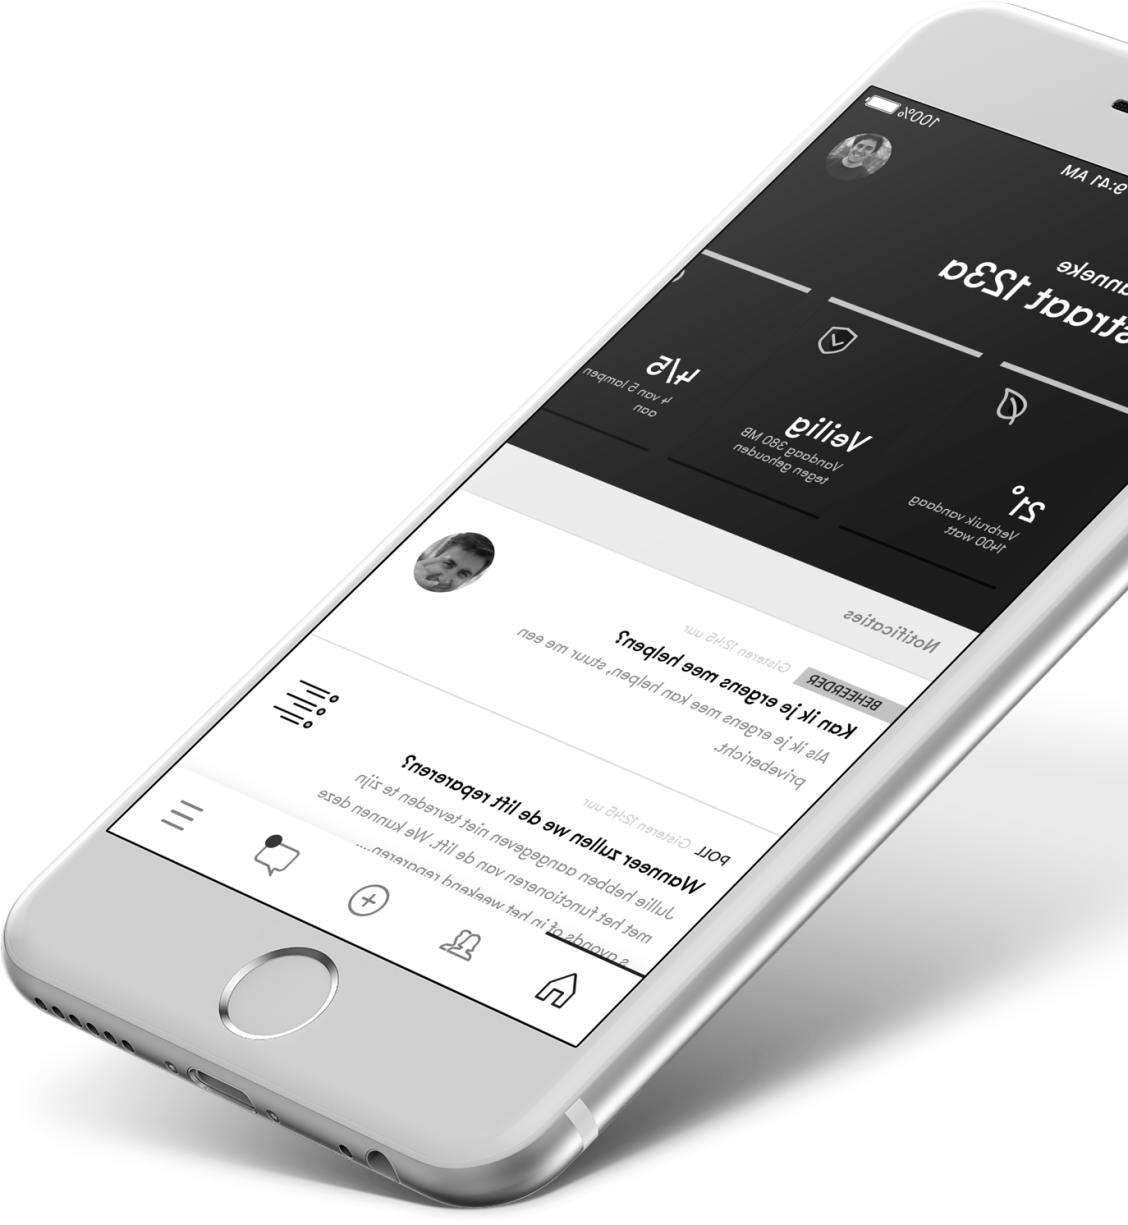 9:41 AM
100%
anneke
straat 123a
21°
Verbruik vandaag
1400 watt
Veilig
Vandaag 380 MB
tegen gehouden
4/5
4 van 5 lampen
aan
Notificaties
BEHEERDER Gisteren 12:45 uur
Kan ik je ergens mee helpen?
Als ik je ergens mee kan helpen, stuur me een
privebericht.
POLL Gisteren 12:45 uur
Wanneer zullen we de lift repareren?
Jullie hebben aangegeven niet tevreden te zijn
met het functioneren van de lift. We kunnen deze
s avonds of in het weekend repareren....